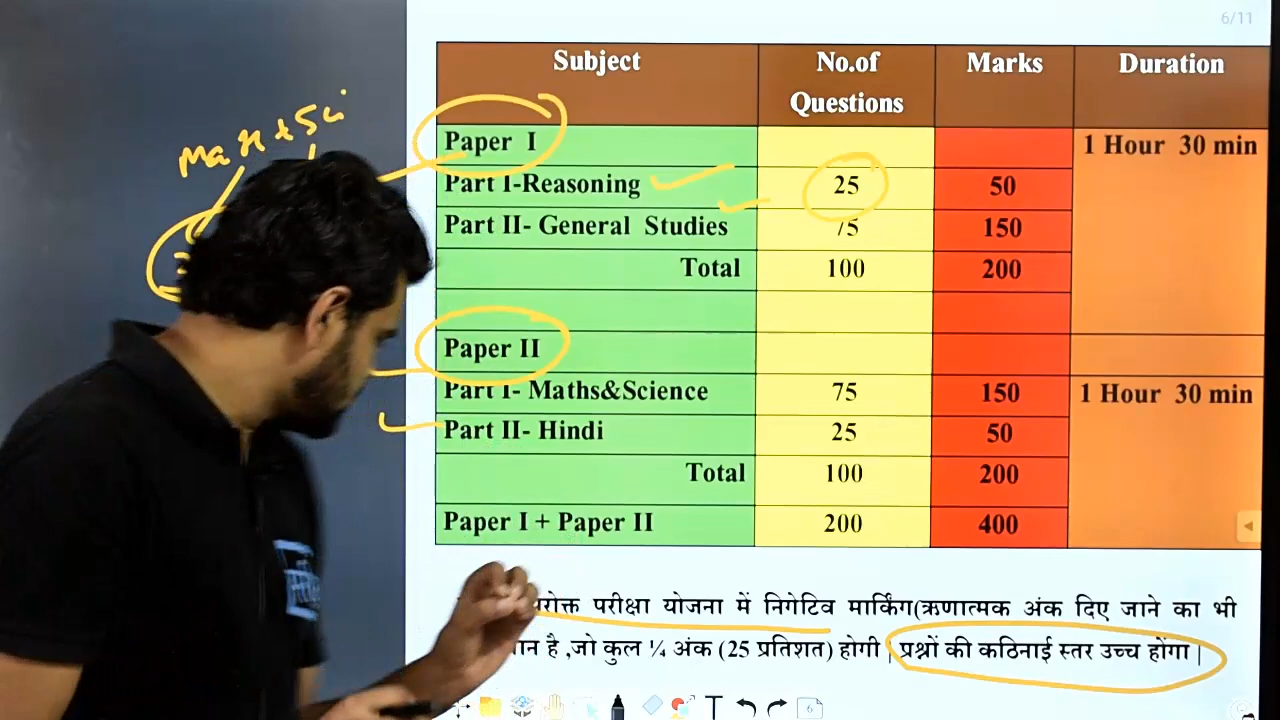 6/11
Subject No.of Questions Marks Duration
Paper I 1 Hour 30 min
Part I-Reasoning 25 50
Part II- General Studies 75 150
Total 100 200
Paper II
Part I- Maths&Science 75 150 1 Hour 30 min
Part II- Hindi 25 50
Total 100 200
Paper I + Paper II 200 400
परीक्षा योजना में निगेटिव मार्किंग(ऋणात्मक अंक दिए जाने का भी
है ,जो कुल ¼ अंक (25 प्रतिशत) होगी | प्रश्नों की कठिनाई स्तर उच्च होंगा |
Math + Sci
T
6